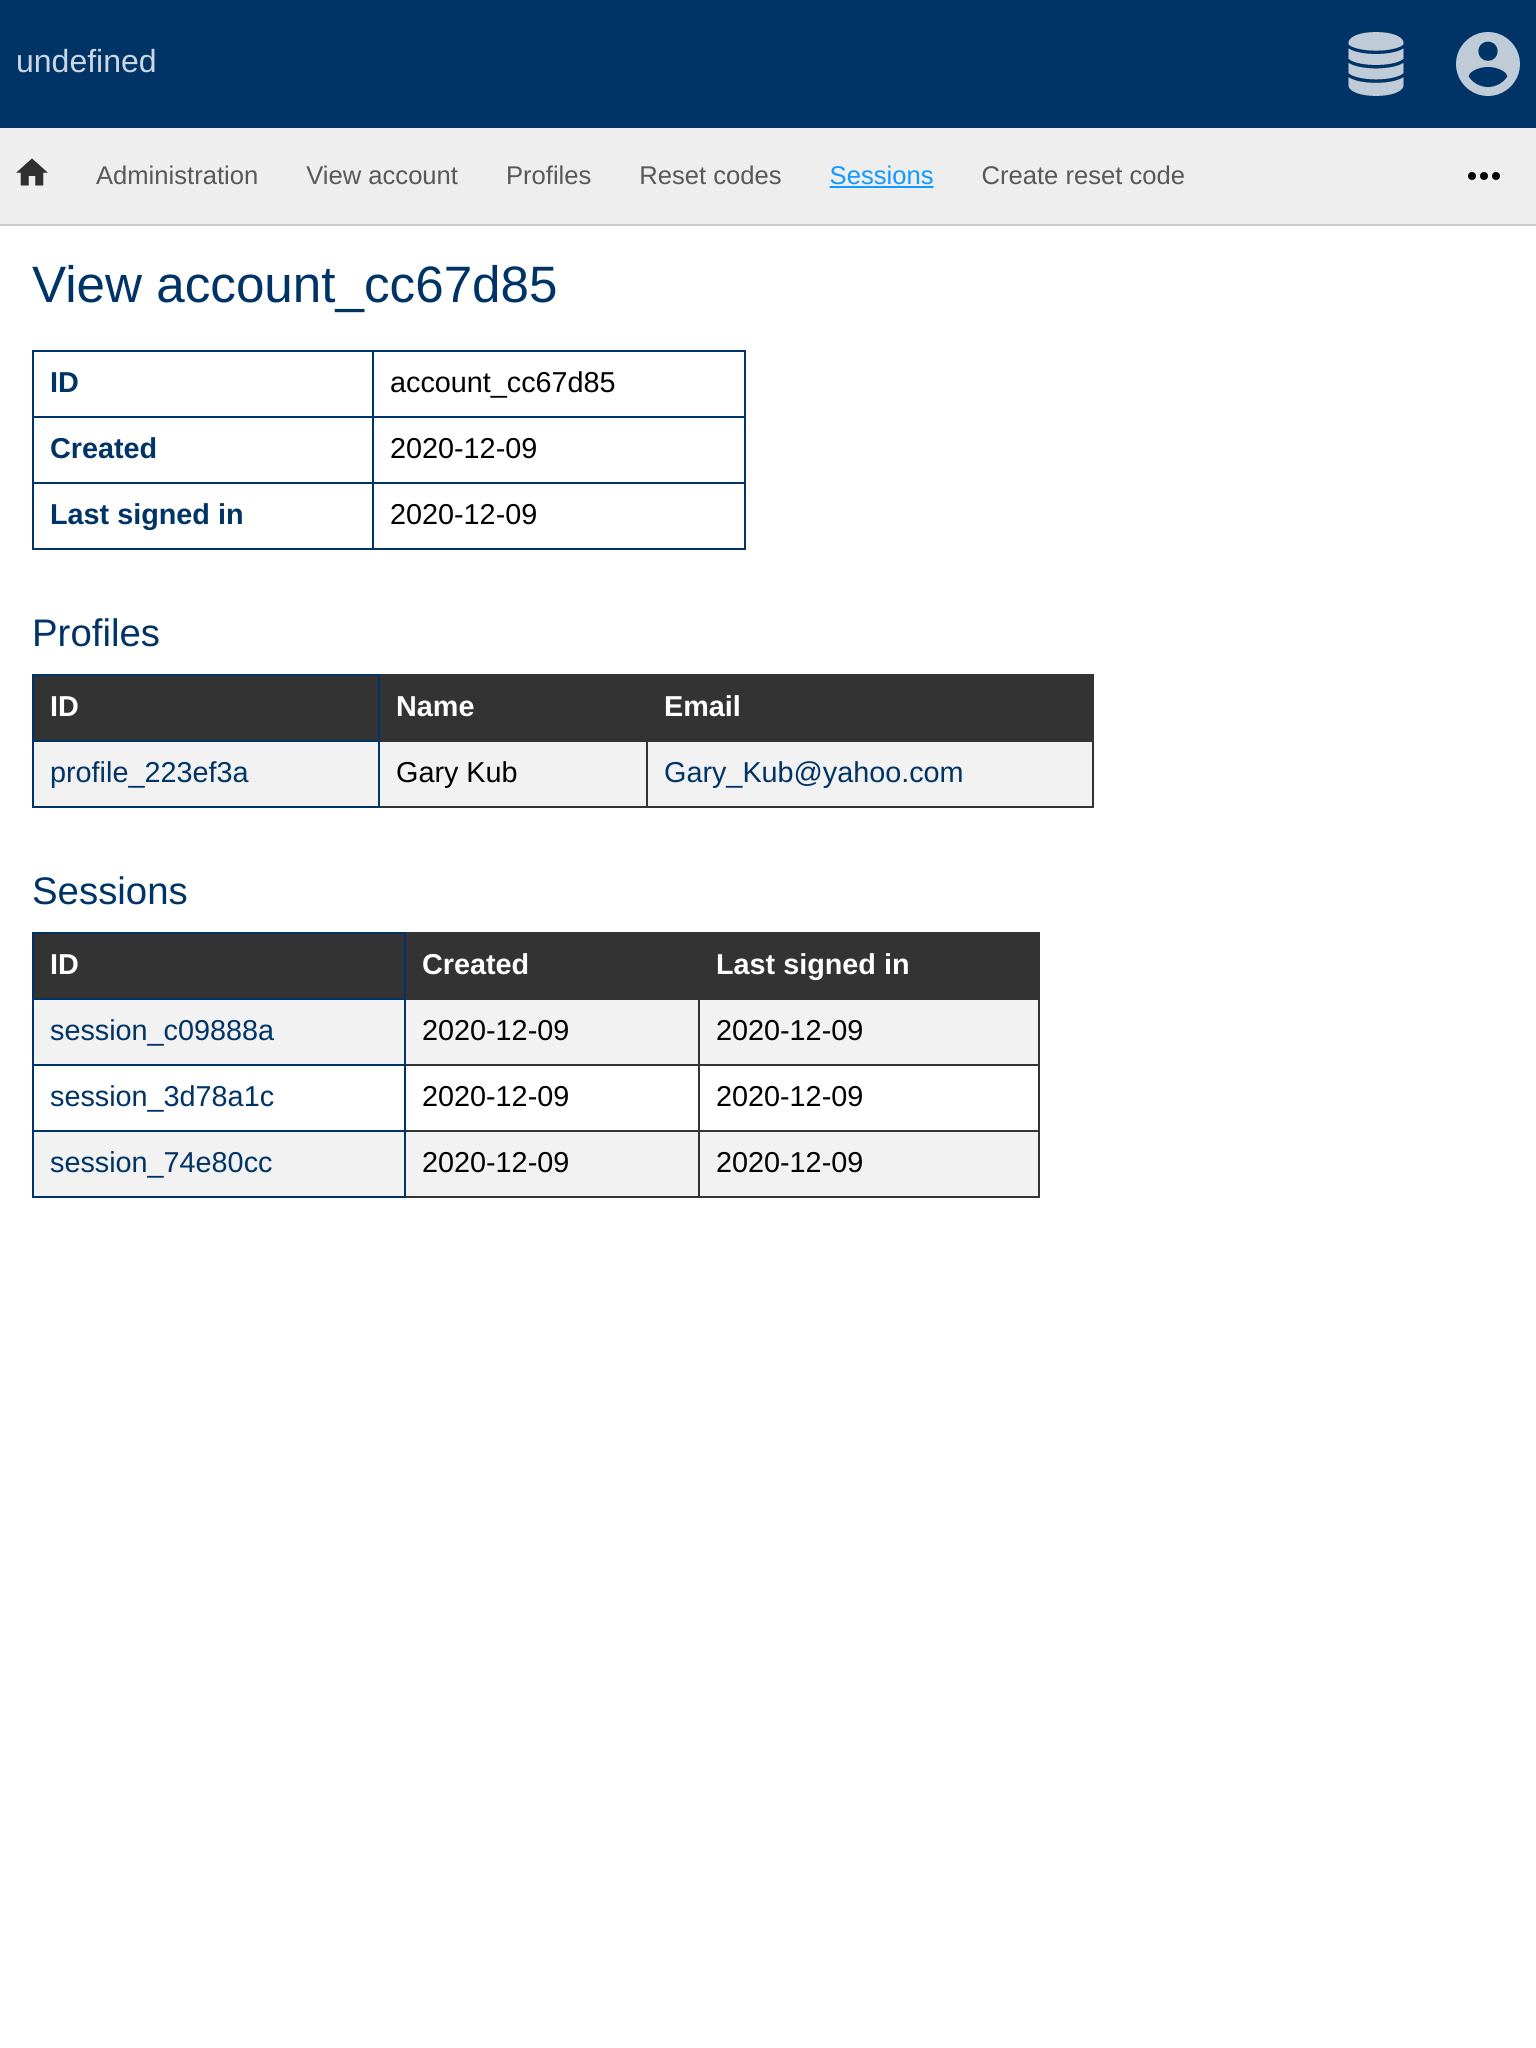 undefined
Administration View account Profiles Reset codes Sessions Create reset code
View account_cc67d85
ID account_cc67d85
Created 2020-12-09
Last signed in 2020-12-09
Profiles
ID Name Email
profile_223ef3a Gary Kub Gary_Kub@yahoo.com
Sessions
ID Created Last signed in
session_c09888a 2020-12-09 2020-12-09
session_3d78a1c 2020-12-09 2020-12-09
session_74e80cc 2020-12-09 2020-12-09